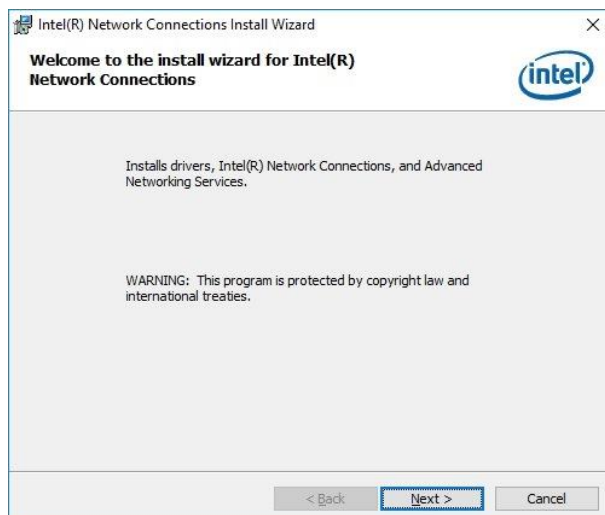 Intel(R) Network Connections Install Wizard
Welcome to the install wizard for Intel(R)
Network Connections
intel
Installs drivers, Intel(R) Network Connections, and Advanced
Networking Services.
WARNING: This program is protected by copyright law and
international treaties.
< Back
Next >
Cancel